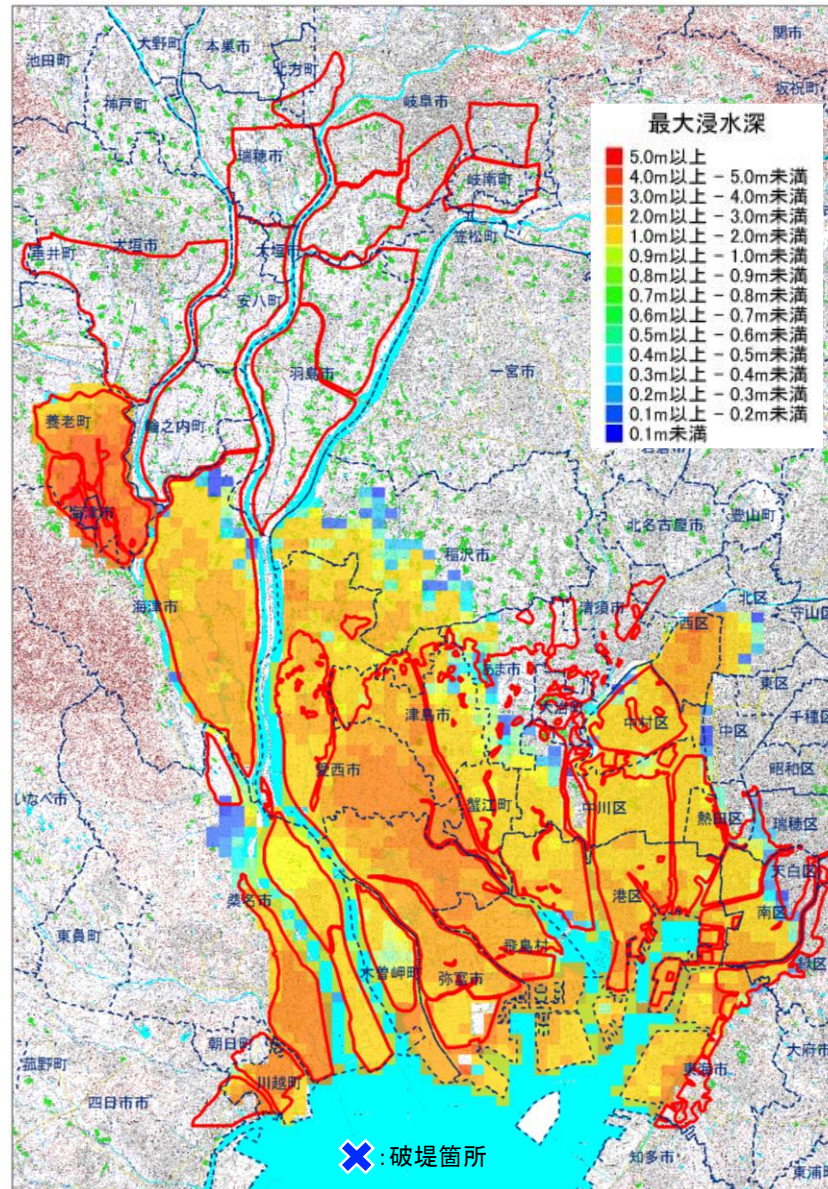 大野町
本巣市
関市
池田町
北方町
坂祝町
神戸町
岐阜市
瑞穂市
岐南町
笠松町
大垣市
大垣市
垂井町
安八町
羽島市
一宮市
養老町
輪之内町
海津市
海津市
北名古屋市
豊山町
稲沢市
清須市
北区
守山区
西区
あま市
東区
大治町
津島市
中村区
中区
千種区
愛西市
昭和区
いなべ市
蟹江町
中川区
熱田区
瑞穂区
天白区
桑名市
港区
南区
東員町
飛島村
木曽岬町
弥富市
緑区
朝日町
大府市
菰野町
川越町
東海市
四日市市
知多市
東浦町
最大浸水深
5.0m以上
4.0m以上 - 5.0m未満
3.0m以上 - 4.0m未満
2.0m以上 - 3.0m未満
1.0m以上 - 2.0m未満
0.9m以上 - 1.0m未満
0.8m以上 - 0.9m未満
0.7m以上 - 0.8m未満
0.6m以上 - 0.7m未満
0.5m以上 - 0.6m未満
0.4m以上 - 0.5m未満
0.3m以上 - 0.4m未満
0.2m以上 - 0.3m未満
0.1m以上 - 0.2m未満
0.1m未満
:破堤箇所